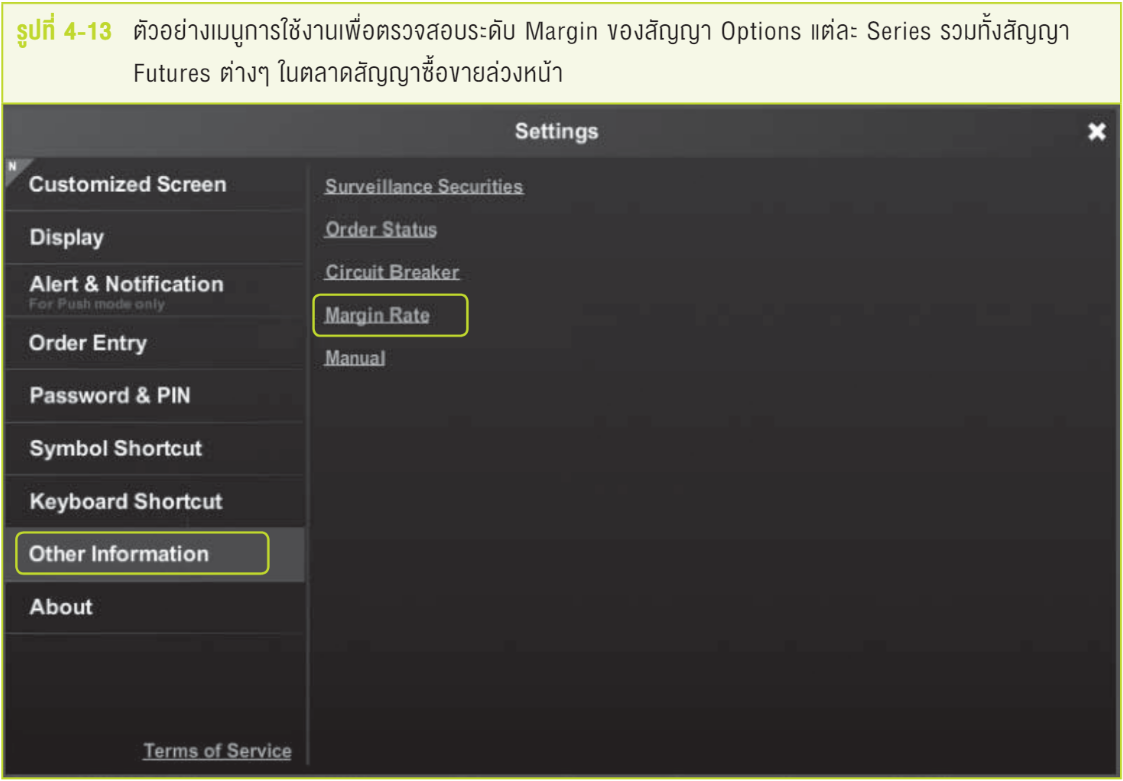 รูปที่ 4-13 ตัวอย่างเมนูการใช้งานเพื่อตรวจสอบระดับ Margin ของสัญญา Options แต่ละ Series รวมทั้งสัญญา
Futures ต่างๆ ในตลาดสัญญาซื้อขายล่วงหน้า
Settings
N
Customized Screen
Display
Alert & Notification
For Push mode only
Order Entry
Password & PIN
Symbol Shortcut
Keyboard Shortcut
Other Information
About
Terms of Service
Surveillance Securities
Order Status
Circuit Breaker
Margin Rate
Manual